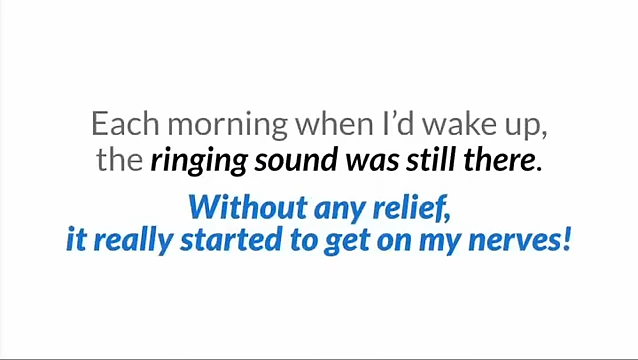 Each morning when I’d wake up,
the ringing sound was still there.
Without any relief,
it really started to get on my nerves!